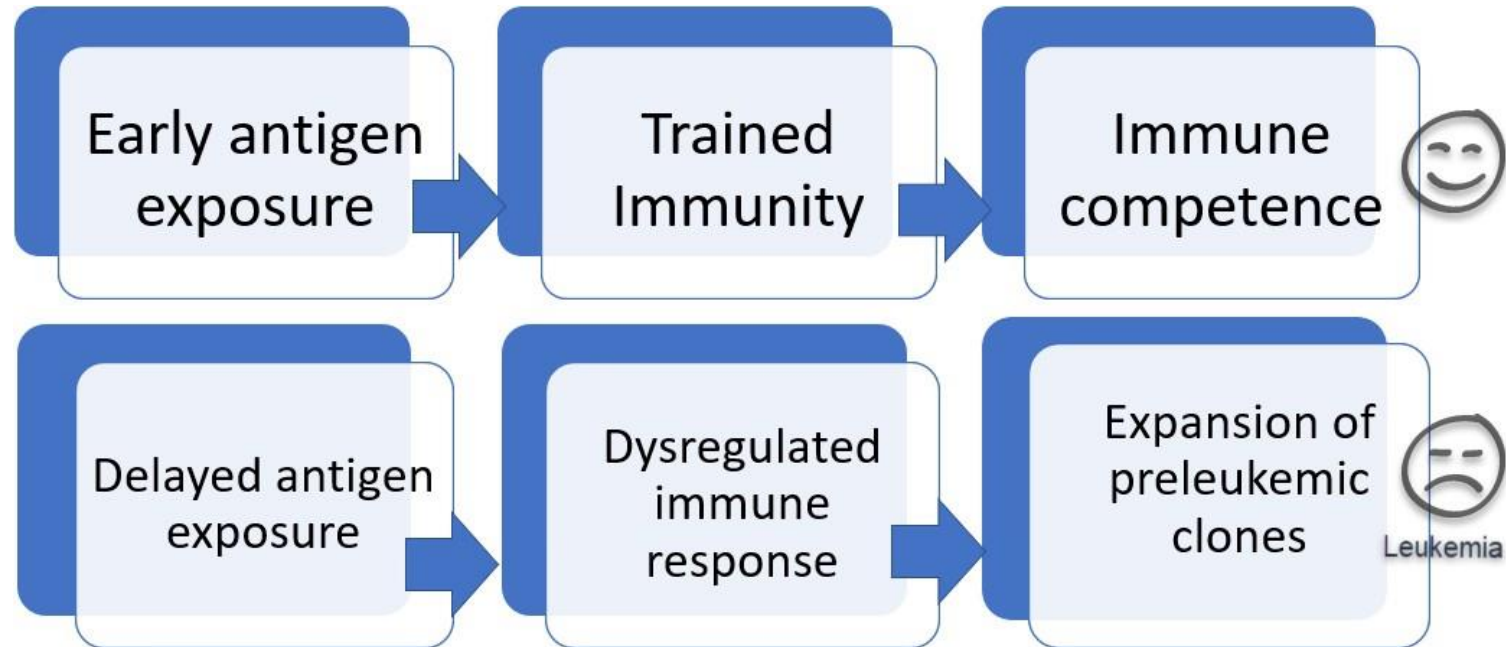 Early antigen
exposure
Trained
Immunity
Immune
competence
Delayed antigen
exposure
Dysregulated
immune
response
Expansion of
preleukemic
clones
Leukemia